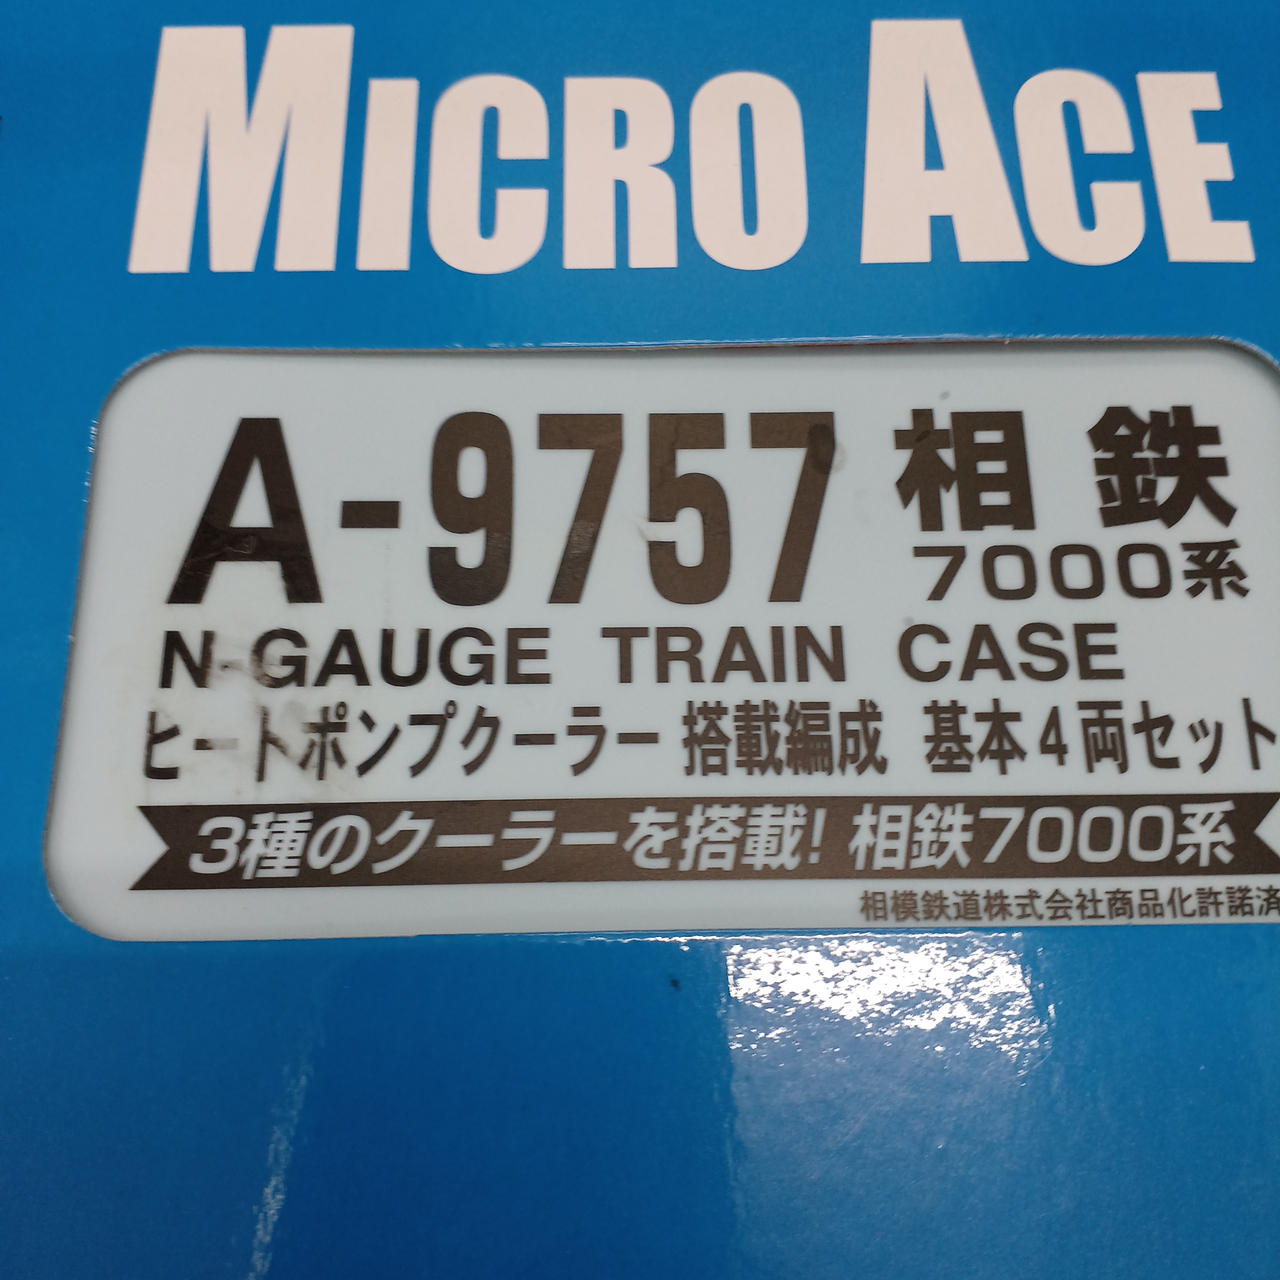 MICRO ACE
A-9757 相鉄
7000系
N-GAUGE TRAIN CASE
ヒートポンプクーラー搭載編成 基本4両セット
3種のクーラーを搭載! 相鉄7000系
相模鉄道株式会社商品化許諾済